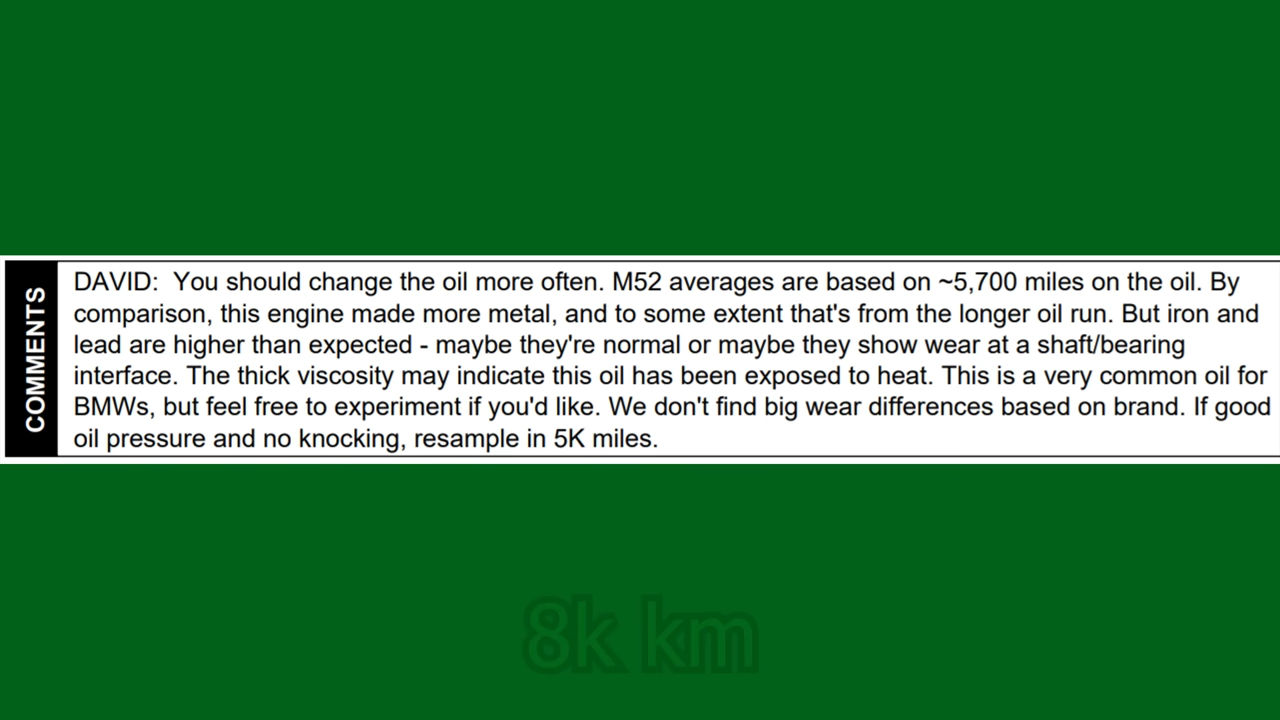 COMMENTS
DAVID: You should change the oil more often. M52 averages are based on ~5,700 miles on the oil. By
comparison, this engine made more metal, and to some extent that's from the longer oil run. But iron and
lead are higher than expected - maybe they're normal or maybe they show wear at a shaft/bearing
interface. The thick viscosity may indicate this oil has been exposed to heat. This is a very common oil for
BMWs, but feel free to experiment if you'd like. We don't find big wear differences based on brand. If good
oil pressure and no knocking, resample in 5K miles.
8k km